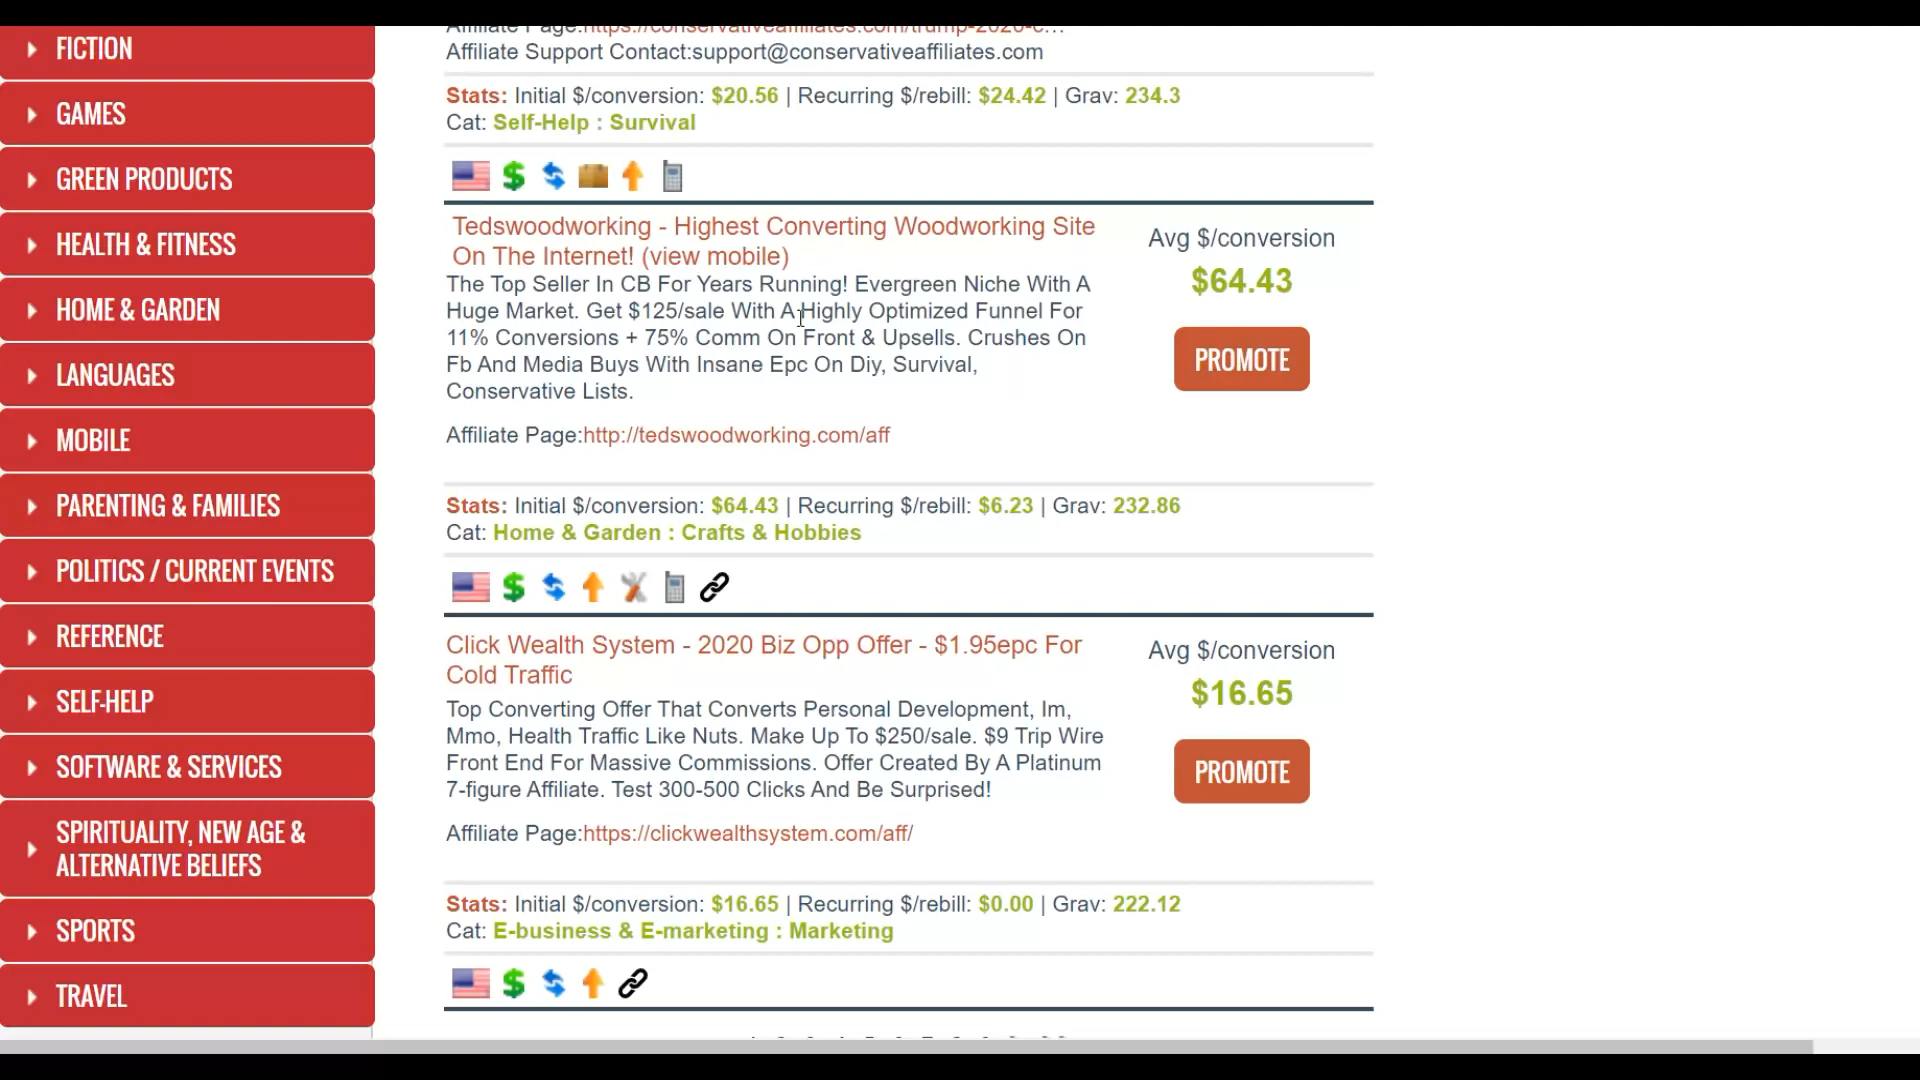 FICTION
GAMES
GREEN PRODUCTS
HEALTH & FITNESS
HOME & GARDEN
LANGUAGES
MOBILE
PARENTING & FAMILIES
POLITICS / CURRENT EVENTS
REFERENCE
SELF-HELP
SOFTWARE & SERVICES
SPIRITUALITY, NEW AGE &
ALTERNATIVE BELIEFS
SPORTS
TRAVEL
Affiliate Page:https://conservativeaffiliates.com/trump-2020-c...
Affiliate Support Contact:support@conservativeaffiliates.com
Stats: Initial $/conversion: $20.56 | Recurring $/rebill: $24.42 | Grav: 234.3
Cat: Self-Help : Survival
Tedswoodworking - Highest Converting Woodworking Site
On The Internet! (view mobile)
The Top Seller In CB For Years Running! Evergreen Niche With A
Huge Market. Get $125/sale With A Highly Optimized Funnel For
11% Conversions + 75% Comm On Front & Upsells. Crushes On
Fb And Media Buys With Insane Epc On Diy, Survival,
Conservative Lists.
Affiliate Page:http://tedswoodworking.com/aff
Avg $/conversion
$64.43
PROMOTE
Stats: Initial $/conversion: $64.43 | Recurring $/rebill: $6.23 | Grav: 232.86
Cat: Home & Garden : Crafts & Hobbies
Click Wealth System - 2020 Biz Opp Offer - $1.95epc For
Cold Traffic
Top Converting Offer That Converts Personal Development, Im,
Mmo, Health Traffic Like Nuts. Make Up To $250/sale. $9 Trip Wire
Front End For Massive Commissions. Offer Created By A Platinum
7-figure Affiliate. Test 300-500 Clicks And Be Surprised!
Affiliate Page:https://clickwealthsystem.com/aff/
Avg $/conversion
$16.65
PROMOTE
Stats: Initial $/conversion: $16.65 | Recurring $/rebill: $0.00 | Grav: 222.12
Cat: E-business & E-marketing : Marketing